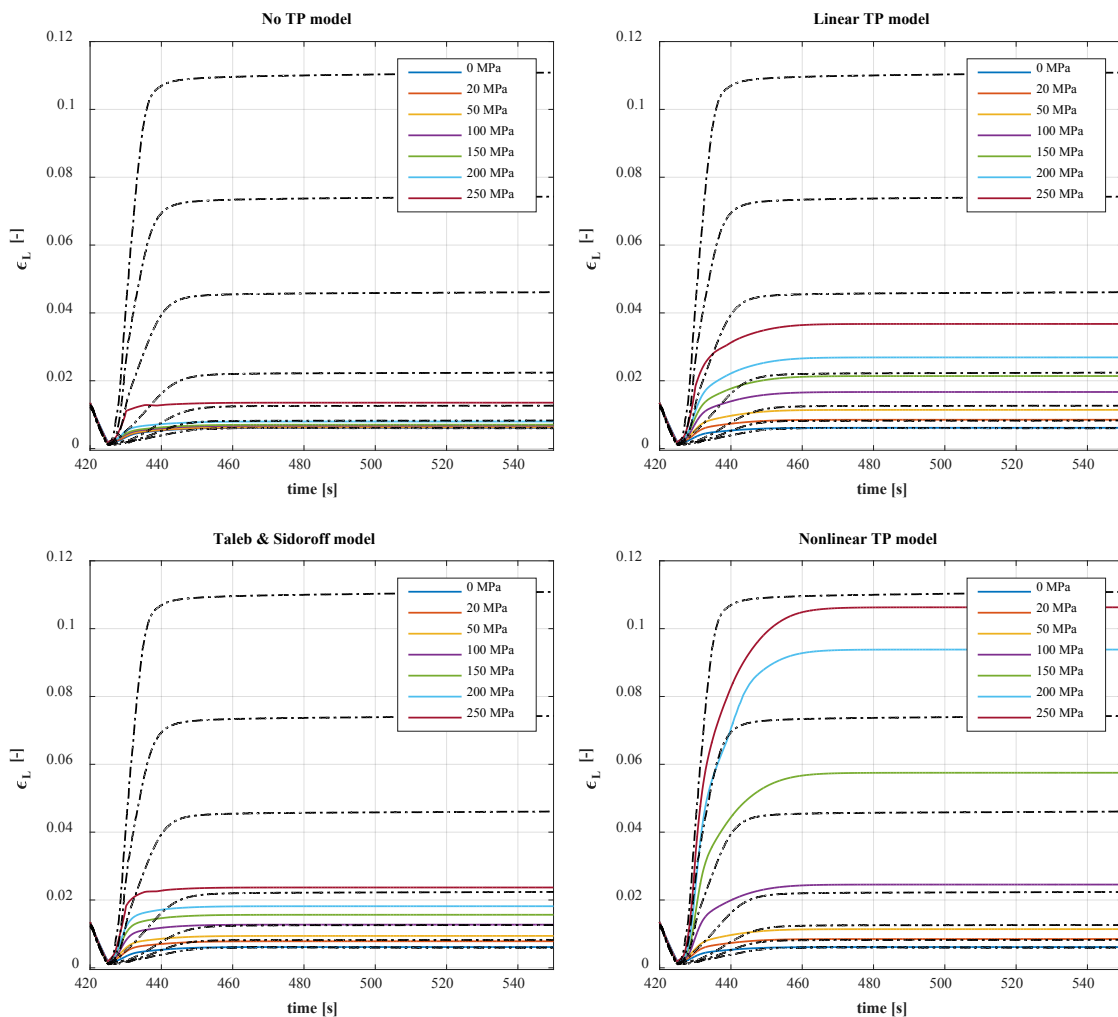 No TP model
0.12
0.1
0.08
0.06
0.04
0.02
0
ϵL [-]
420 440 460 480 500 520 540
time [s]
0 MPa
20 MPa
50 MPa
100 MPa
150 MPa
200 MPa
250 MPa
Linear TP model
0.12
0.1
0.08
0.06
0.04
0.02
0
ϵL [-]
420 440 460 480 500 520 540
time [s]
0 MPa
20 MPa
50 MPa
100 MPa
150 MPa
200 MPa
250 MPa
Taleb & Sidoroff model
0.12
0.1
0.08
0.06
0.04
0.02
0
ϵL [-]
420 440 460 480 500 520 540
time [s]
0 MPa
20 MPa
50 MPa
100 MPa
150 MPa
200 MPa
250 MPa
Nonlinear TP model
0.12
0.1
0.08
0.06
0.04
0.02
0
ϵL [-]
420 440 460 480 500 520 540
time [s]
0 MPa
20 MPa
50 MPa
100 MPa
150 MPa
200 MPa
250 MPa